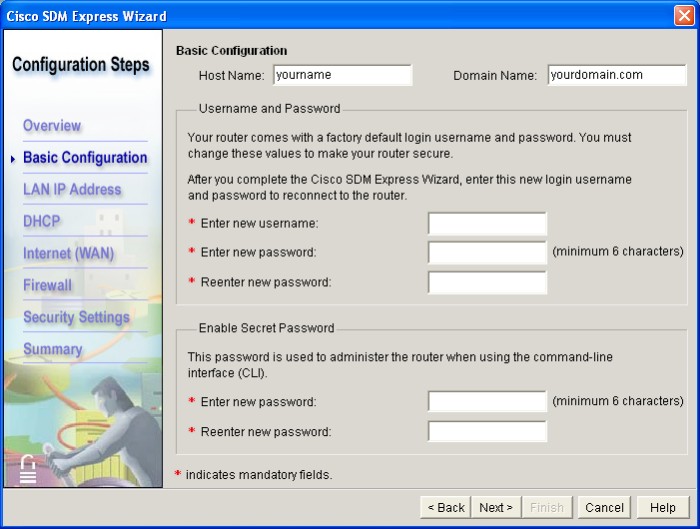 Cisco SDM Express Wizard
Configuration Steps
Overview
Basic Configuration
LAN IP Address
DHCP
Internet (WAN)
Firewall
Security Settings
Summary
Basic Configuration
Host Name: yourname Domain Name: yourdomain.com
Username and Password
Your router comes with a factory default login username and password. You must
change these values to make your router secure.
After you complete the Cisco SDM Express Wizard, enter this new login username
and password to reconnect to the router.
* Enter new username:
* Enter new password: (minimum 6 characters)
* Reenter new password:
Enable Secret Password
This password is used to administer the router when using the command-line
interface (CLI).
* Enter new password: (minimum 6 characters)
* Reenter new password:
* indicates mandatory fields.
< Back Next > Finish Cancel Help